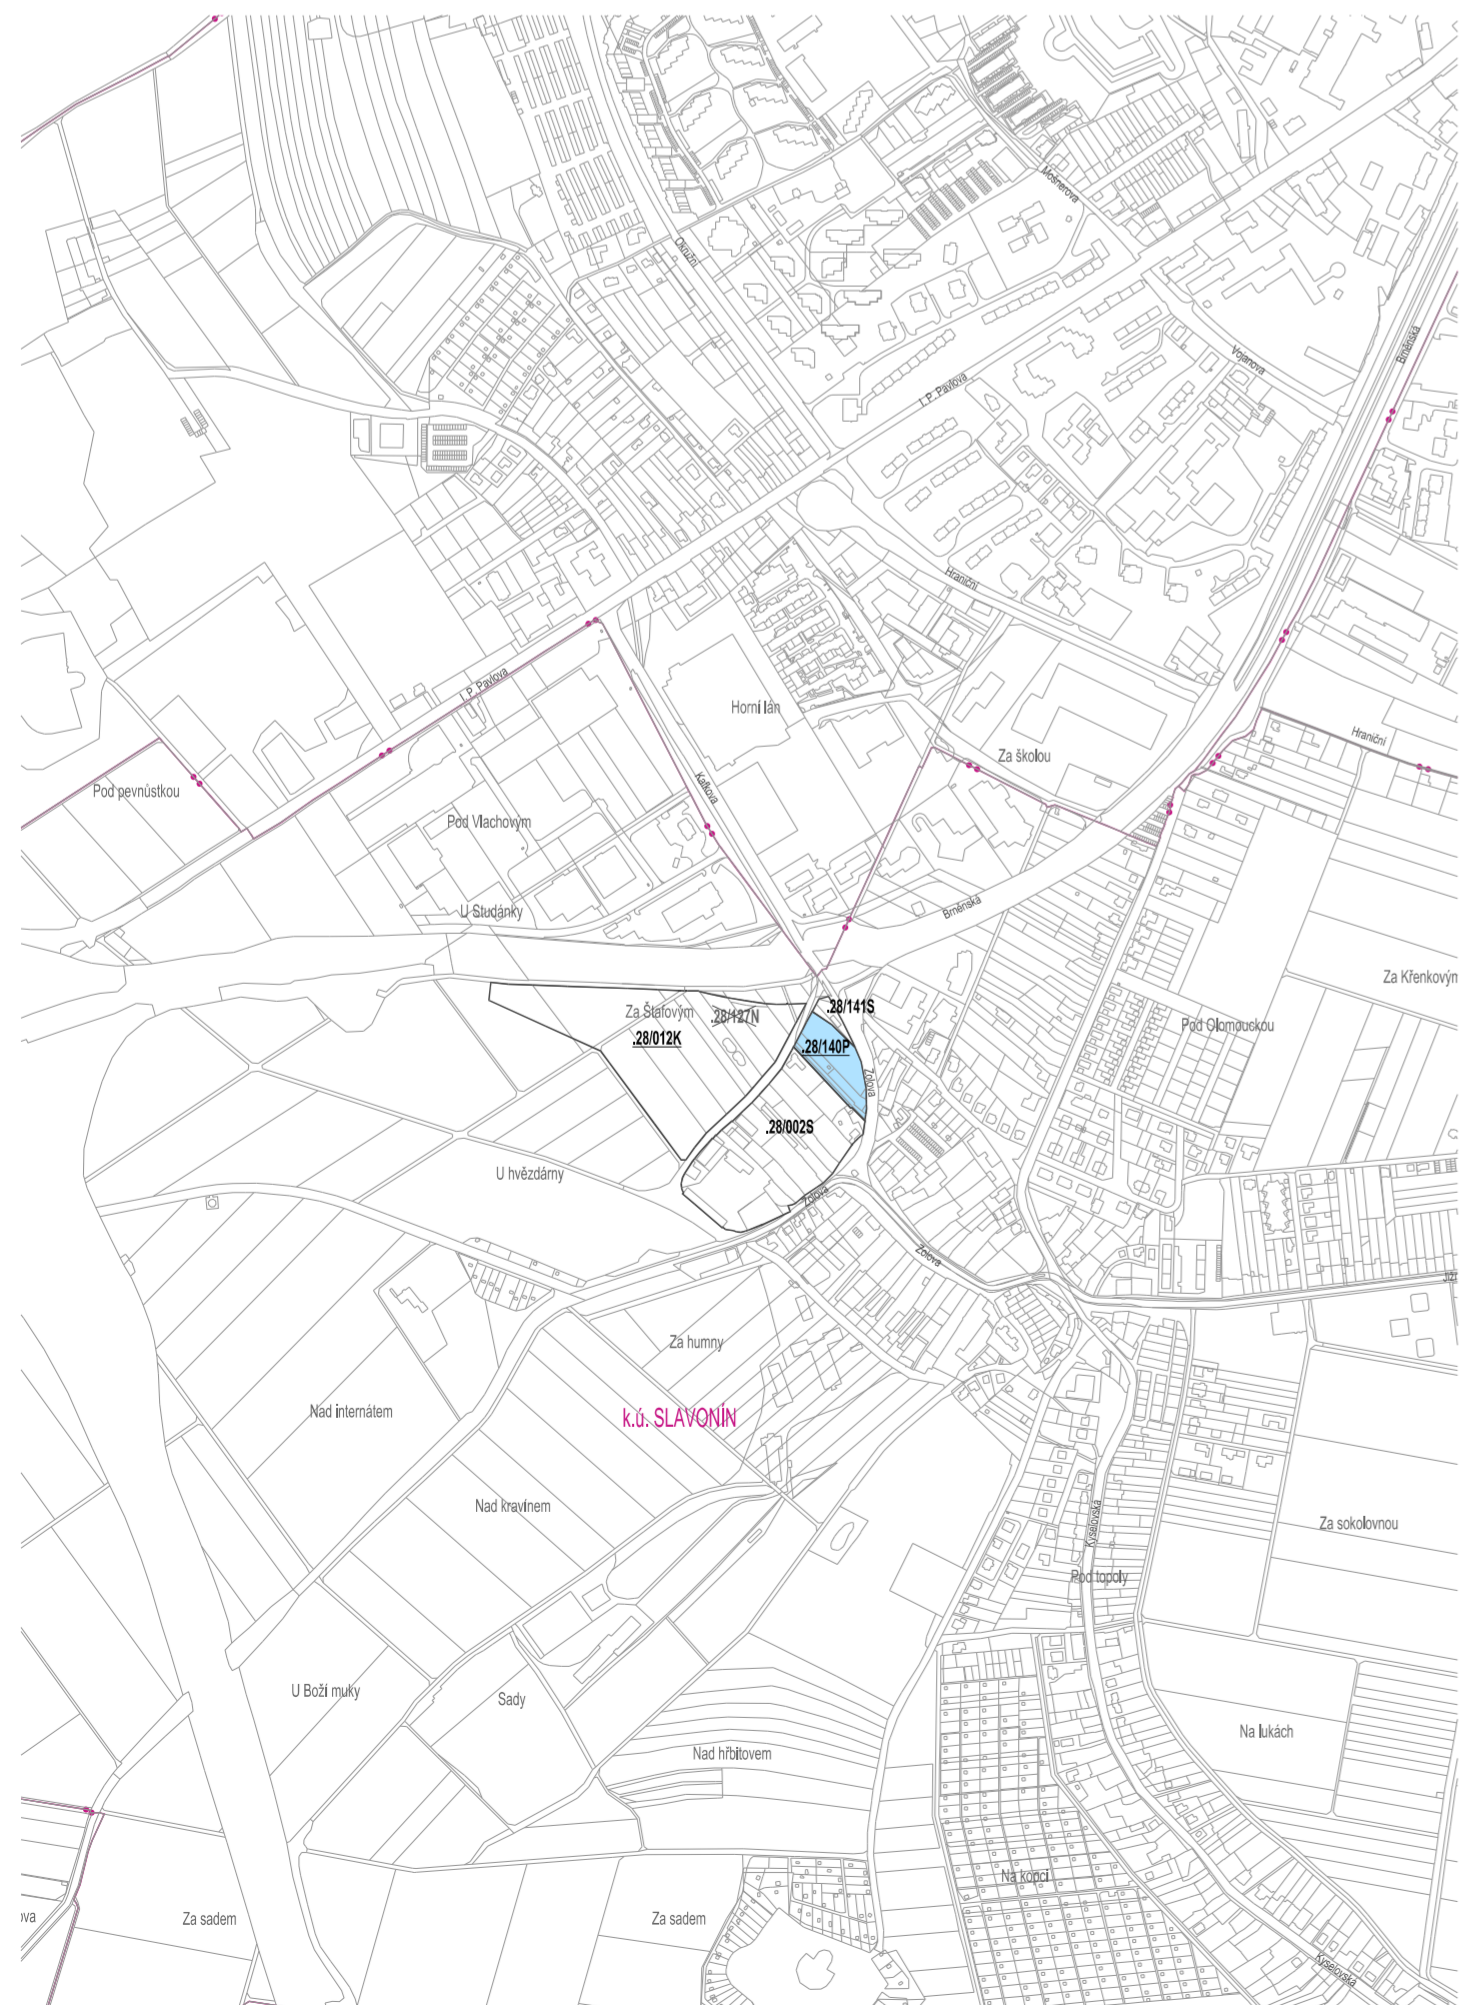 Mošnerova
Okružní
Brněnská
Vojanova
I. P. Pavlova
Hraniční
I. P. Pavlova
Horní lán
Hraniční
Za školou
Kafkova
Pod pevnůstkou
Pod Vlachovým
U Studánky
Brněnská
Za Křenkovým
Za Šťafovým
.28/127N
.28/141S
Pod Olomouckou
.28/012K
.28/140P
Zolova
.28/002S
U hvězdárny
Zolova
Zolova
Za humny
Nad internátem
k.ú. SLAVONÍN
Nad kravínem
Kyselovská
Za sokolovnou
Pod topoly
U Boží muky
Sady
Na lukách
Nad hřbitovem
Na kopci
ova
Za sadem
Za sadem
Kyselovská